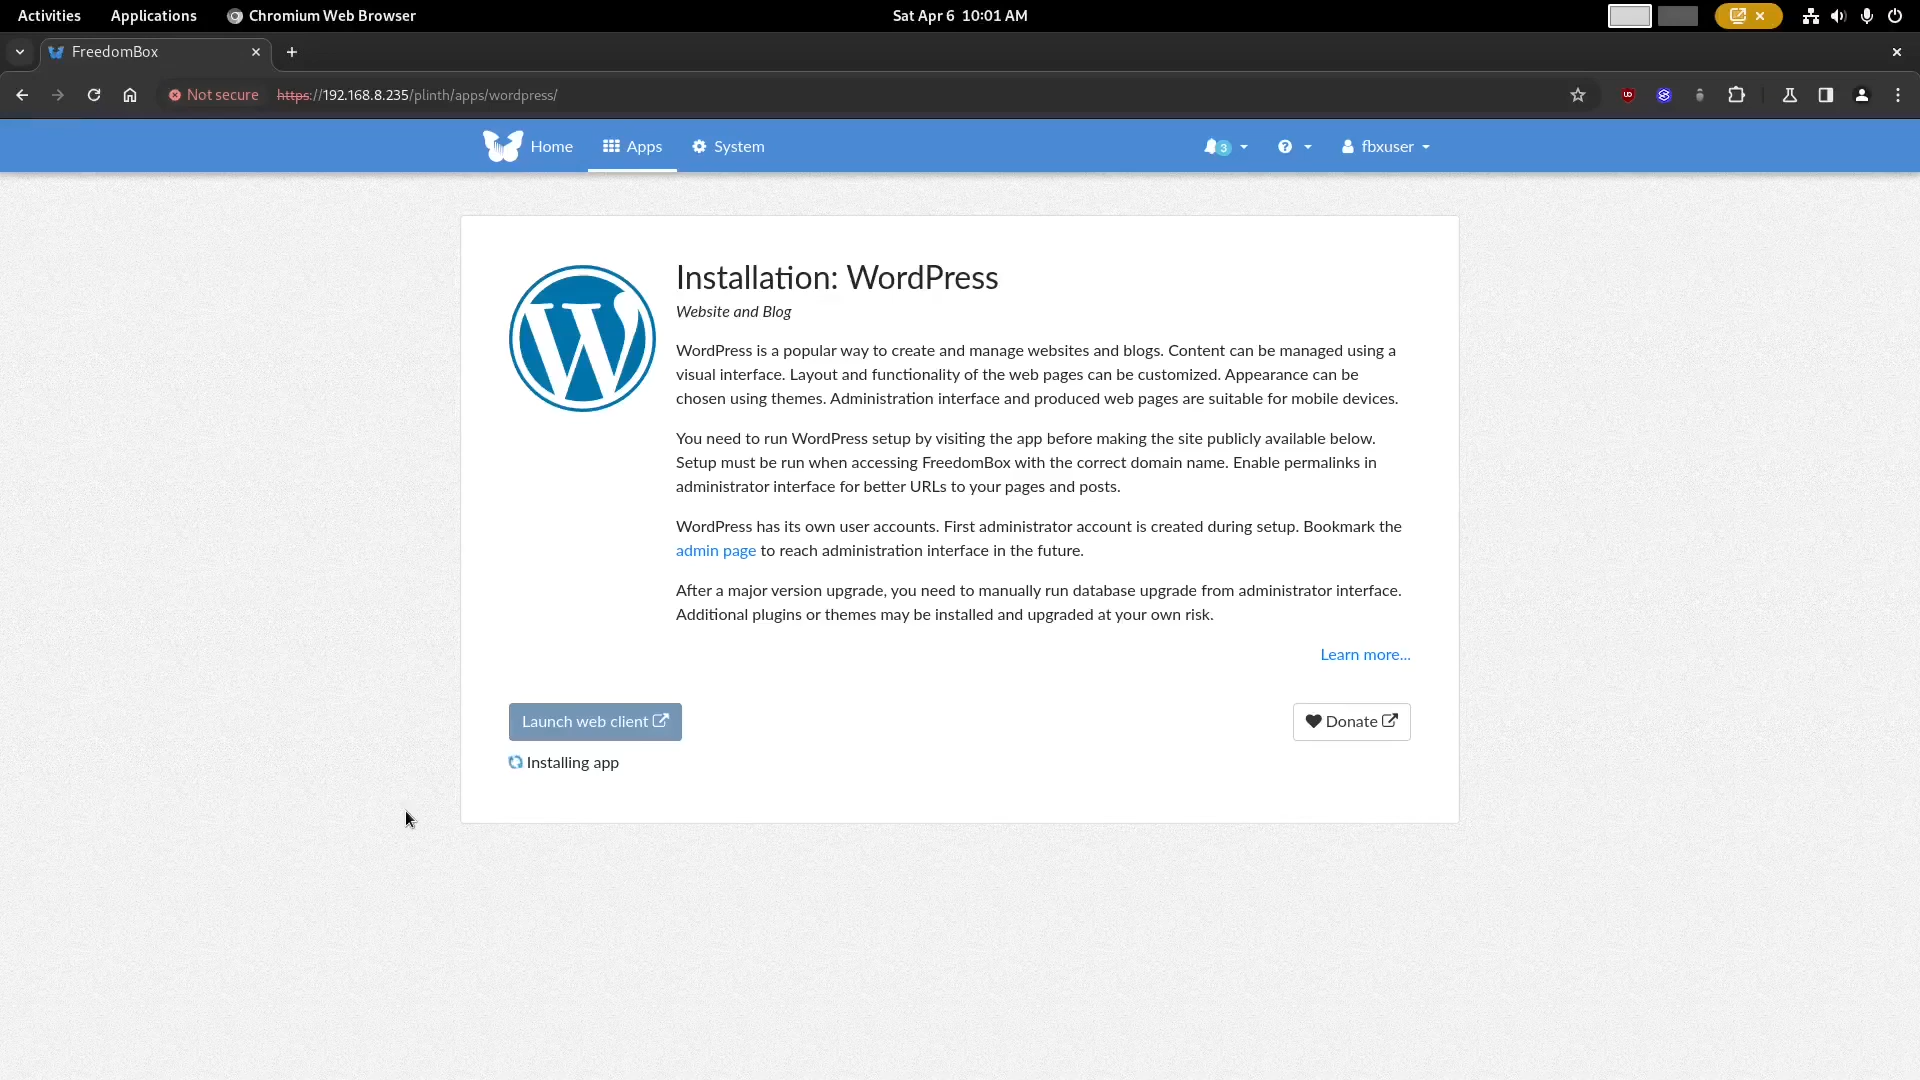 Activities Applications Chromium Web Browser Sat Apr 6 10:01 AM
FreedomBox
Not secure https://192.168.8.235/plinth/apps/wordpress/
Home Apps System 3 fbxuser
Installation: WordPress
Website and Blog
WordPress is a popular way to create and manage websites and blogs. Content can be managed using a
visual interface. Layout and functionality of the web pages can be customized. Appearance can be
chosen using themes. Administration interface and produced web pages are suitable for mobile devices.
You need to run WordPress setup by visiting the app before making the site publicly available below.
Setup must be run when accessing FreedomBox with the correct domain name. Enable permalinks in
administrator interface for better URLs to your pages and posts.
WordPress has its own user accounts. First administrator account is created during setup. Bookmark the
admin page to reach administration interface in the future.
After a major version upgrade, you need to manually run database upgrade from administrator interface.
Additional plugins or themes may be installed and upgraded at your own risk.
Learn more...
Launch web client Donate
Installing app